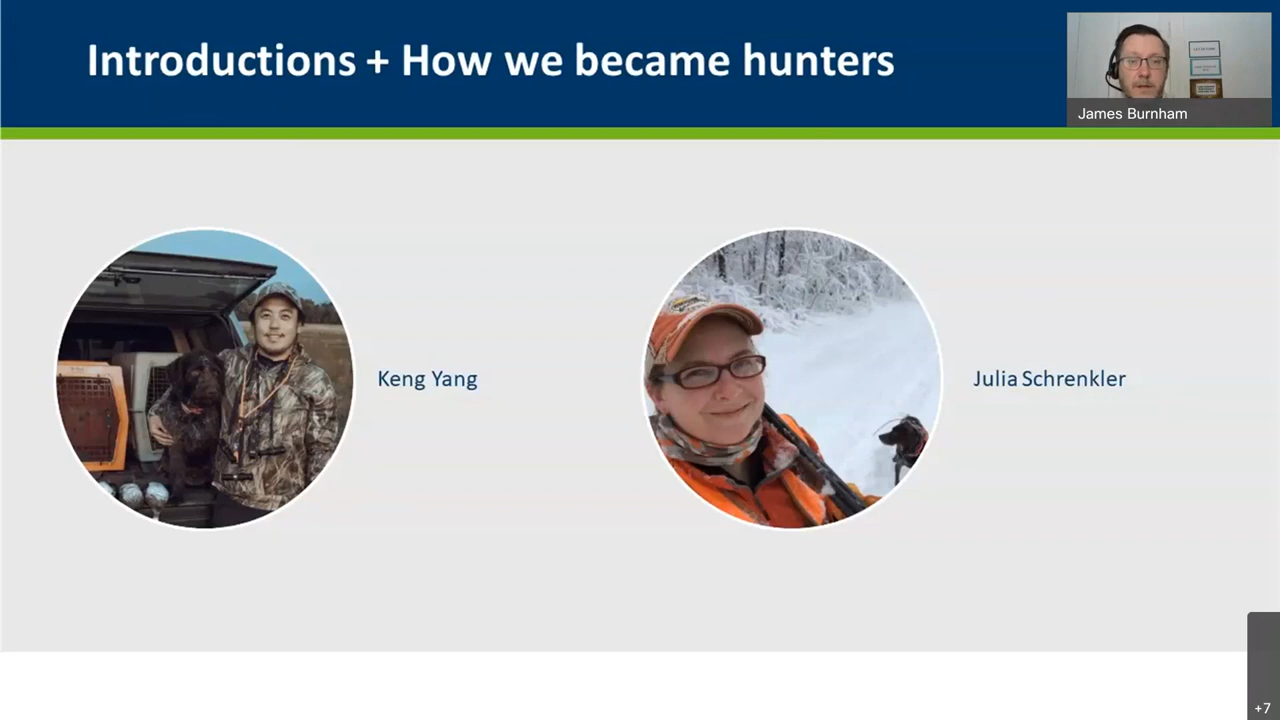 Introductions + How we became hunters
James Burnham
Keng Yang
Julia Schrenkler
+7